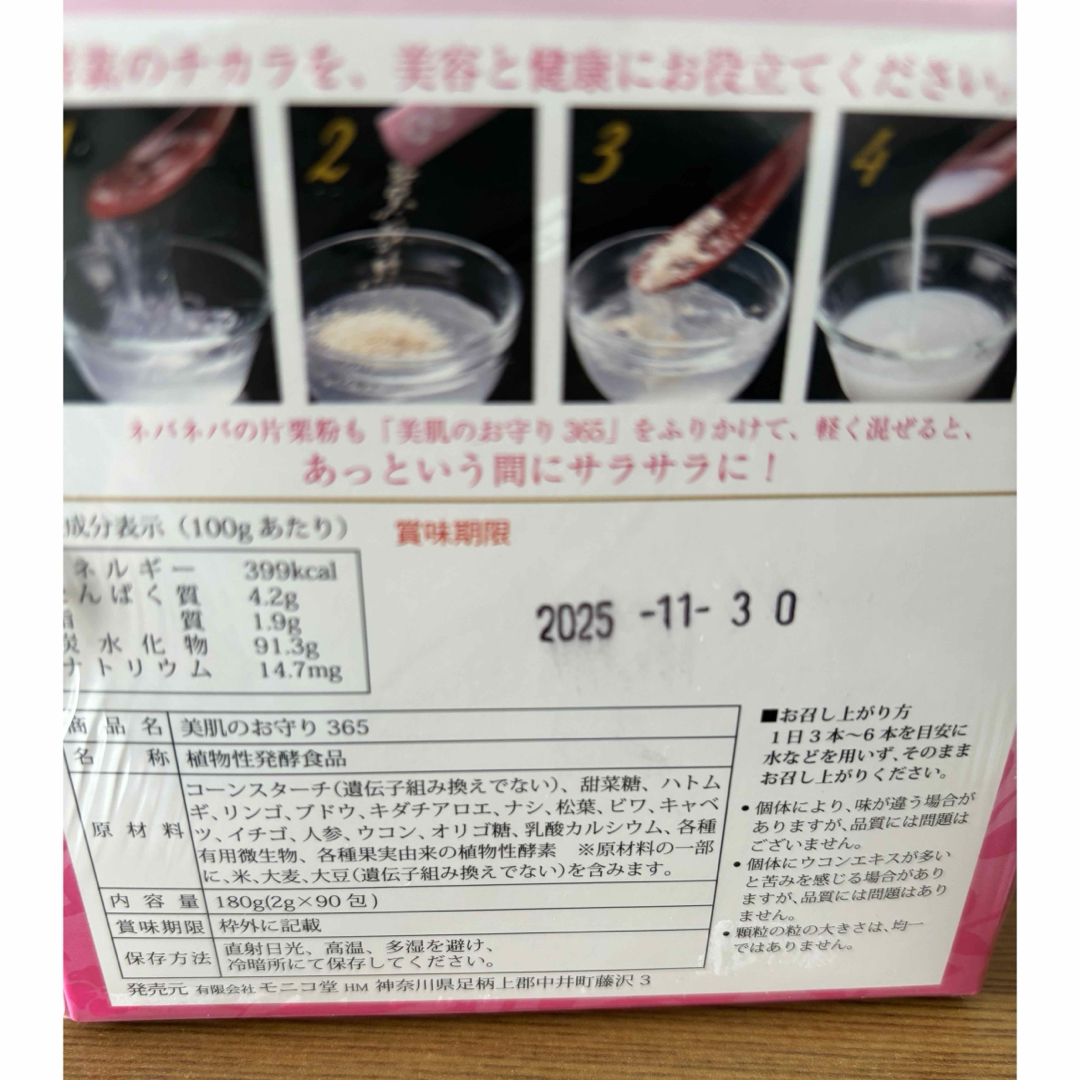 素のチカラを、美容と健康にお役立てください。
1
2
3
4
ネバネバの片栗粉も「美肌のお守り365」をふりかけて、軽く混ぜると、
あっという間にサラサラに！
成分表示（100gあたり）
賞味期限
ネルギー 399kcal
んぱく質 4.2g
質 1.9g
炭水化物 91.3g
ナトリウム 14.7mg
2025 -11- 3 0
商品名 美肌のお守り365
名称 植物性発酵食品
原材料
コーンスターチ（遺伝子組み換えでない）、甜菜糖、ハトム
ギ、リンゴ、ブドウ、キダチアロエ、ナシ、松葉、ビワ、キャベ
ツ、イチゴ、人参、ウコン、オリゴ糖、乳酸カルシウム、各種
有用微生物、各種果実由来の植物性酵素　※原材料の一部
に、米、大麦、大豆（遺伝子組み換えでない）を含みます。
内容量 180g(2g×90包)
賞味期限 枠外に記載
保存方法 直射日光、高温、多湿を避け、
冷暗所にて保存してください。
発売元 有限会社 モニコ堂 HM 神奈川県足柄上郡中井町藤沢3
■お召し上がり方
1日3本〜6本を目安に
水などを用いず、そのまま
お召し上がりください。
・個体により、味が違う場合が
ありますが、品質には問題は
ございません。
・個体にウコンエキスが多い
と苦みを感じる場合があり
ますが、品質には問題はあり
ません。
・顆粒の粒の大きさは、均一
ではありません。